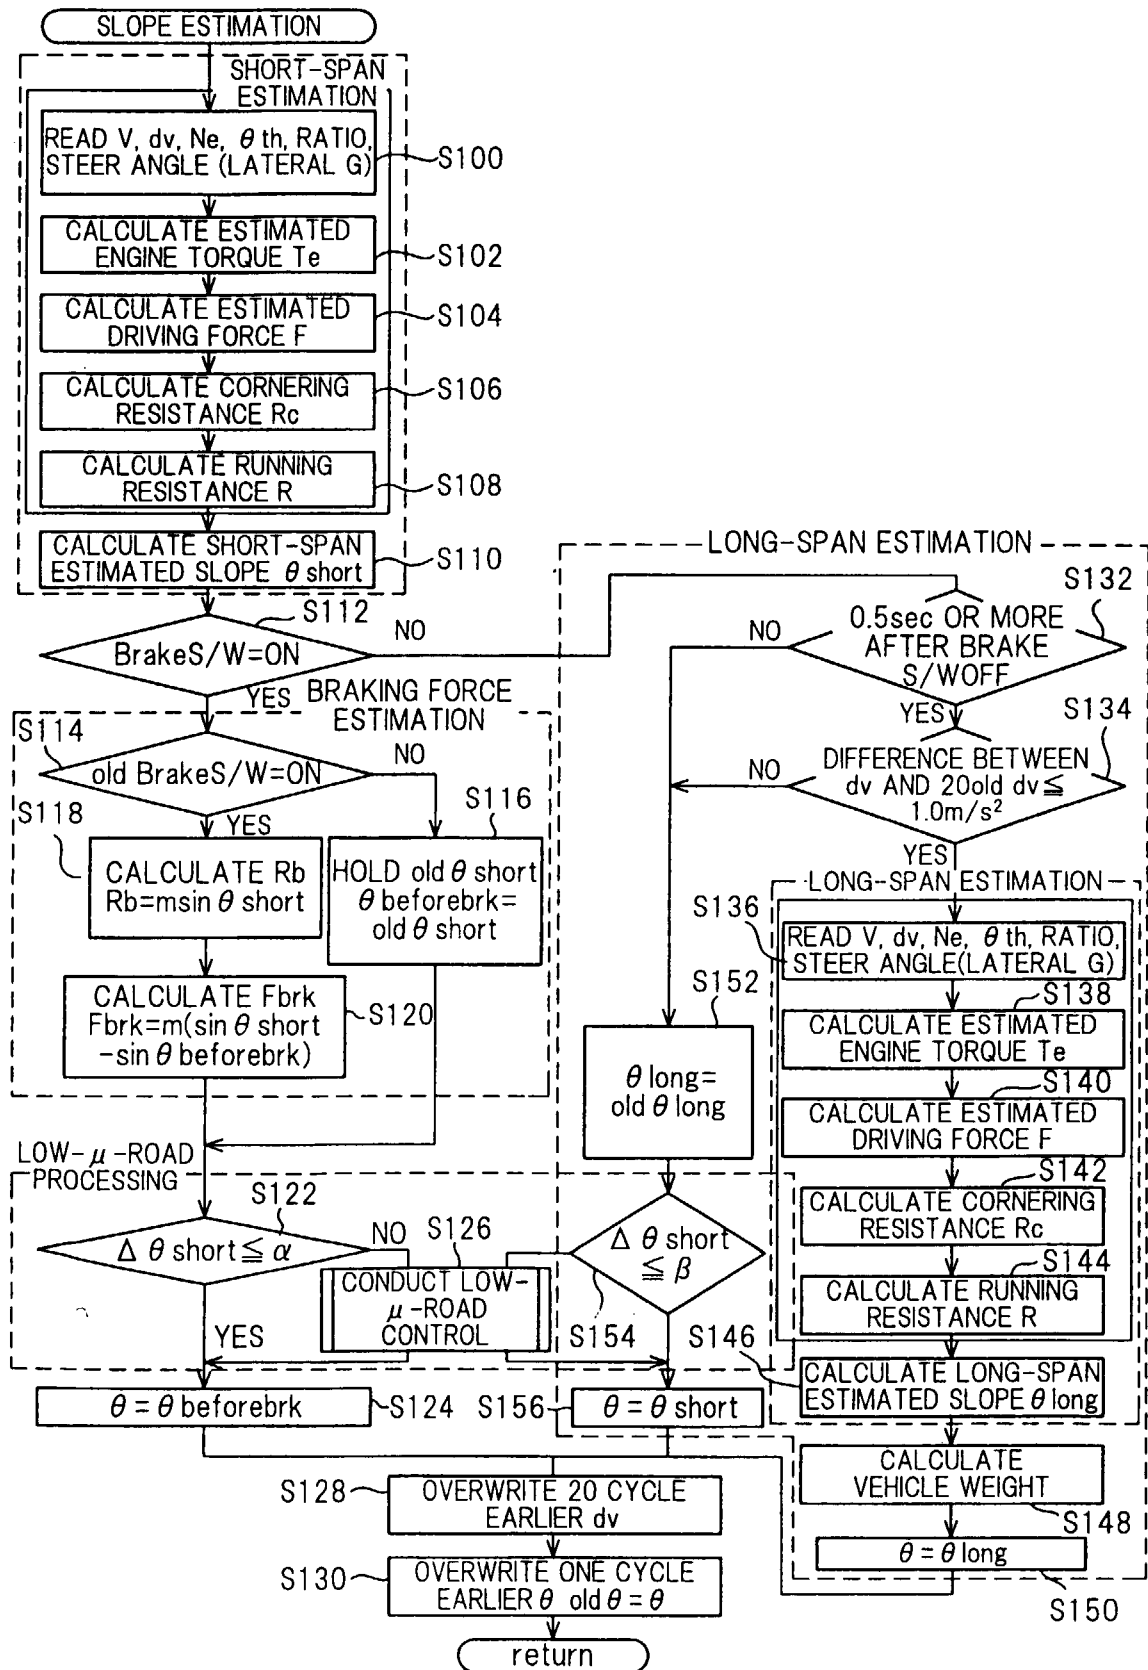 SLOPE ESTIMATION
SHORT-SPAN
ESTIMATION
READ V, dv, Ne, θ th, RATIO,
STEER ANGLE (LATERAL G)
S100
CALCULATE ESTIMATED
ENGINE TORQUE Te
S102
CALCULATE ESTIMATED
DRIVING FORCE F
S104
CALCULATE CORNERING
RESISTANCE Rc
S106
CALCULATE RUNNING
RESISTANCE R
S108
CALCULATE SHORT-SPAN
ESTIMATED SLOPE θ short
S110
S112
BrakeS/W=ON
NO
YES
BRAKING FORCE
ESTIMATION
S114
old BrakeS/W=ON
NO
YES
S116
HOLD old θ short
θ beforebrk=
old θ short
S118
CALCULATE Rb
Rb=msin θ short
CALCULATE Fbrk
Fbrk=m(sin θ short
-sin θ beforebrk)
S120
LOW-μ-ROAD
PROCESSING
S122
Δ θ short ≦ α
NO
YES
S126
CONDUCT LOW-
μ-ROAD
CONTROL
θ = θ beforebrk
S124
LONG-SPAN ESTIMATION
S132
0.5sec OR MORE
AFTER BRAKE
S/WOFF
NO
YES
S134
DIFFERENCE BETWEEN
dv AND 20old dv ≦
1.0m/s²
NO
YES
LONG-SPAN ESTIMATION
S136
READ V, dv, Ne, θ th, RATIO,
STEER ANGLE(LATERAL G)
S138
CALCULATE ESTIMATED
ENGINE TORQUE Te
S140
CALCULATE ESTIMATED
DRIVING FORCE F
S142
CALCULATE CORNERING
RESISTANCE Rc
S144
CALCULATE RUNNING
RESISTANCE R
S146
CALCULATE LONG-SPAN
ESTIMATED SLOPE θ long
CALCULATE
VEHICLE WEIGHT
S148
θ = θ long
S150
S152
θ long=
old θ long
Δ θ short
≦ β
S154
S156
θ = θ short
S128
OVERWRITE 20 CYCLE
EARLIER dv
S130
OVERWRITE ONE CYCLE
EARLIER θ old θ = θ
return